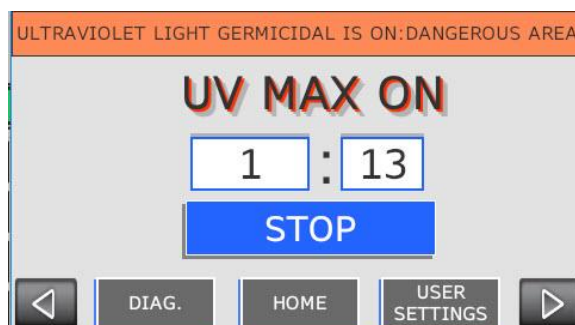 ULTRAVIOLET LIGHT GERMICIDAL IS ON:DANGEROUS AREA
UV MAX ON
1 : 13
STOP
DIAG.
HOME
USER
SETTINGS